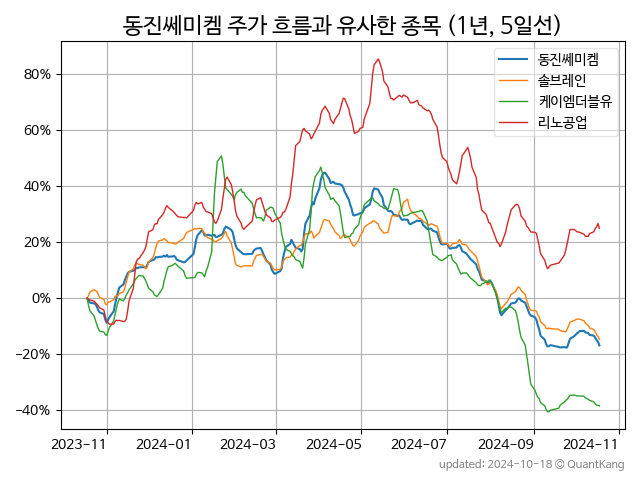 동진쎄미켐 주가 흐름과 유사한 종목 (1년, 5일선)
동진쎄미켐
솔브레인
케이엠더블유
리노공업
80%
60%
40%
20%
0%
−20%
−40%
2023-11 2024-01 2024-03 2024-05 2024-07 2024-09 2024-11
updated: 2024-10-18 © QuantKang